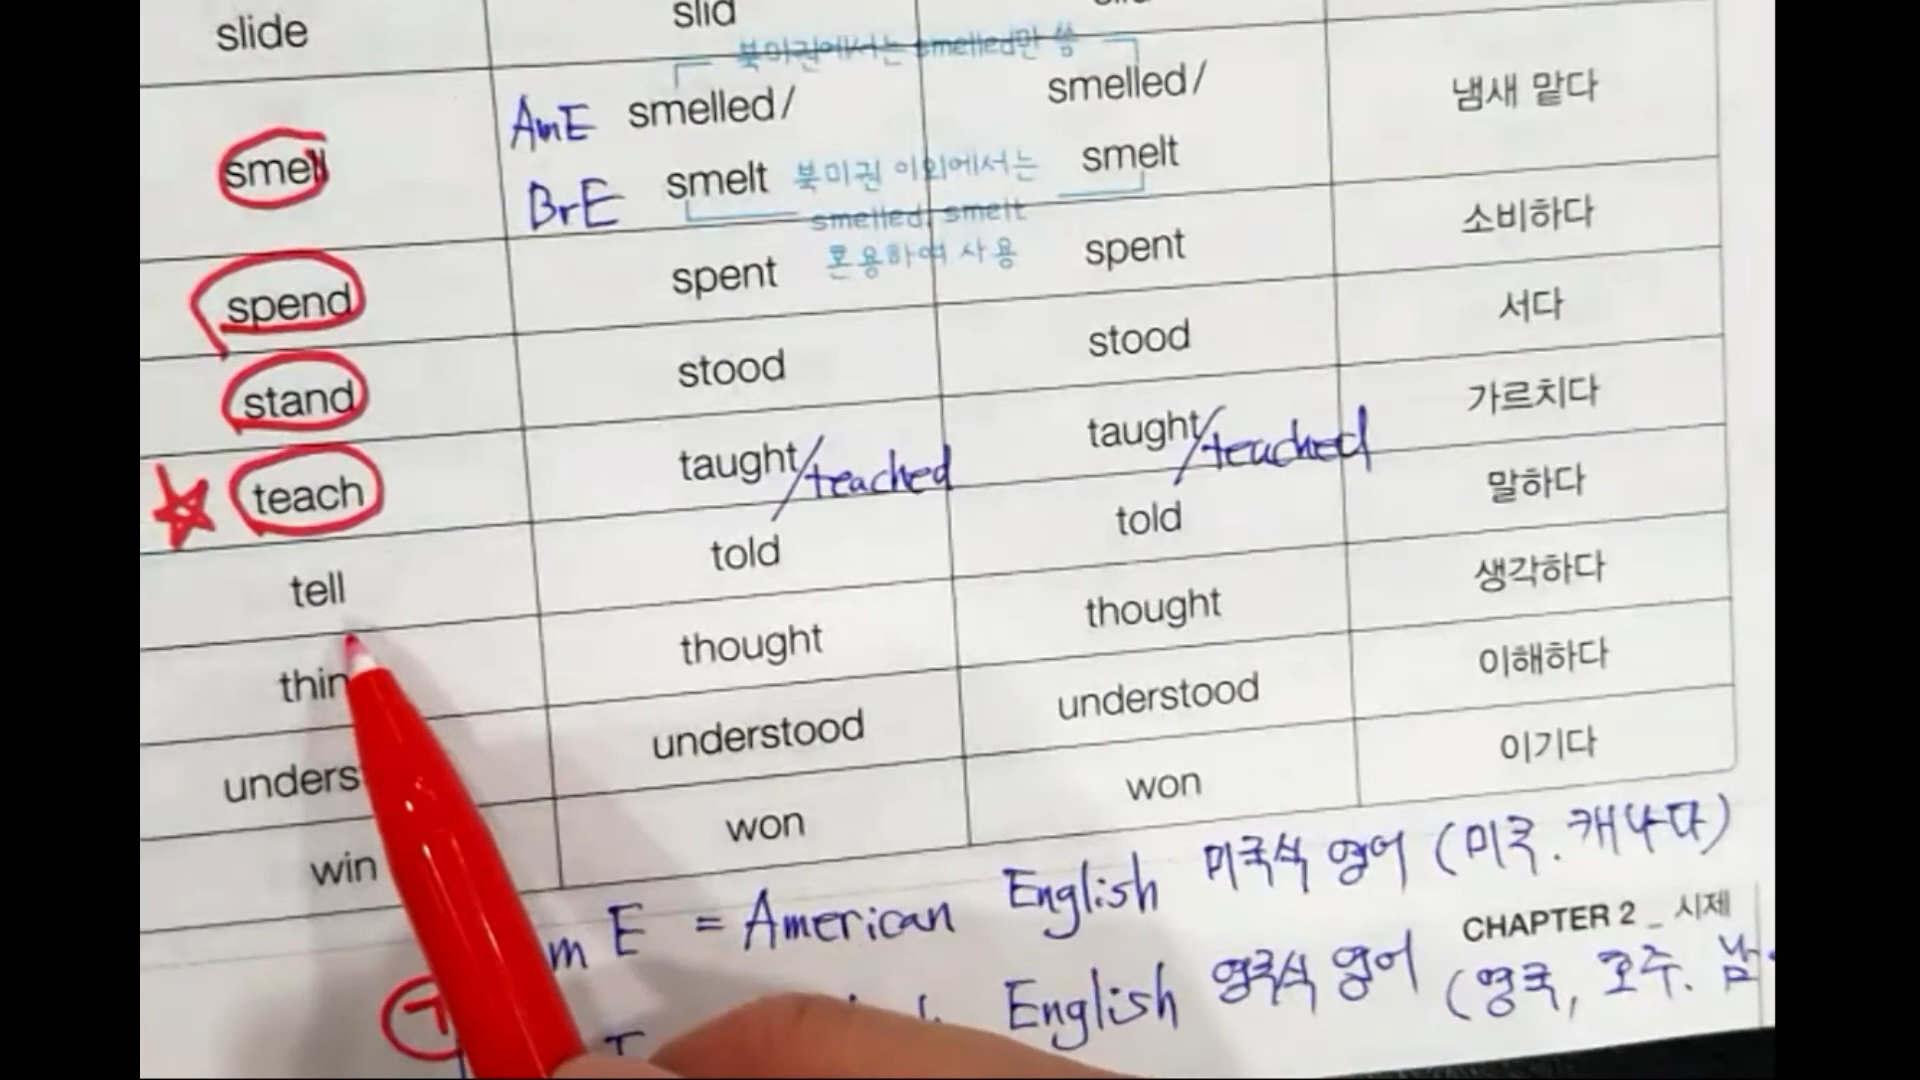 slide slid
북미권에서는 smelled만 씀
smell AmE smelled/ smelled/ 냄새 맡다
BrE smelt 북미권 이외에서는 smelt
smelled, smelt
혼용하여 사용
spend spent spent 소비하다
stand stood stood 서다
teach taught/teached taught/teached 가르치다
tell told told 말하다
thin thought thought 생각하다
unders understood understood 이해하다
win won won 이기다
m E = American English 미국식 영어 (미국. 캐나다)
CHAPTER 2 _ 시제
English 영국식 영어 (영국, 호주. 남